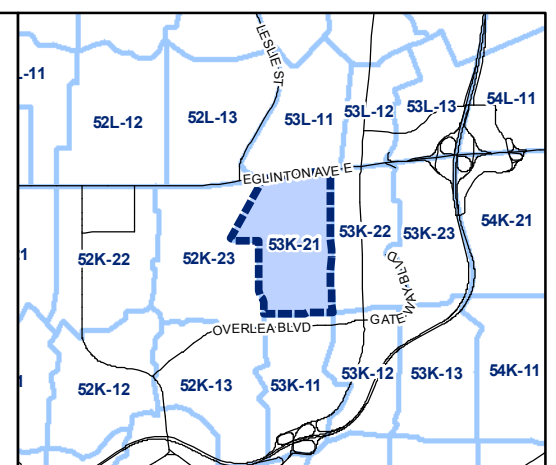 LESLIE ST
-11
52L-12
52L-13
53L-11
53L-12
53L-13
54L-11
EGLINTON AVE E
52K-22
52K-23
53K-21
53K-22
53K-23
54K-21
1
GATEWAY BLVD
OVERLEA BLVD
1
52K-12
52K-13
53K-11
53K-12
53K-13
54K-11